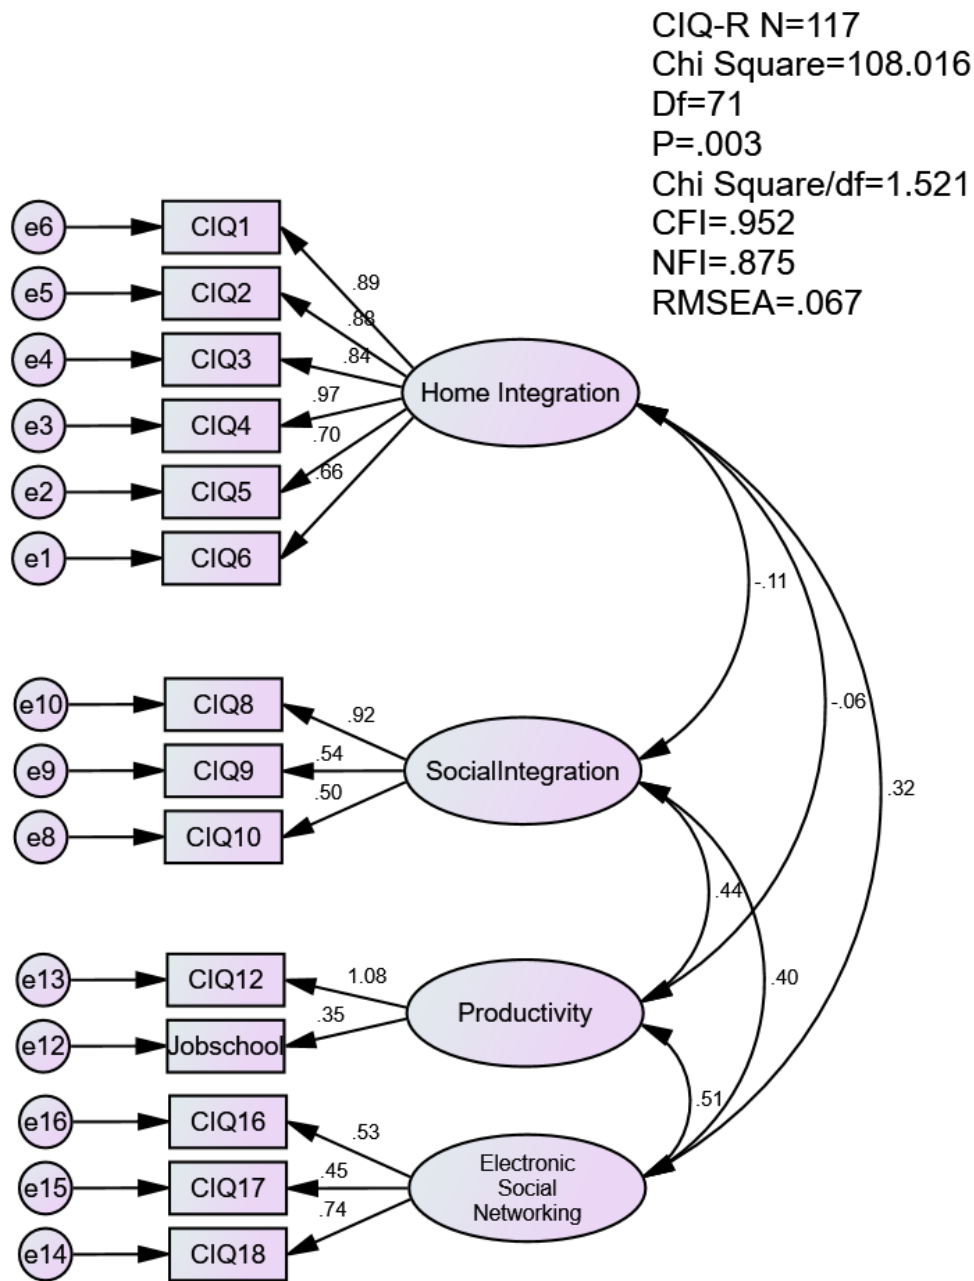 CIQ-R N=117
Chi Square=108.016
Df=71
P=.003
Chi Square/df=1.521
CFI=.952
NFI=.875
RMSEA=.067
e6
CIQ1
.89
e5
CIQ2
.88
e4
CIQ3
.84
Home Integration
e3
CIQ4
.97
e2
CIQ5
.70
e1
CIQ6
.66
-.11
-.06
.32
e10
CIQ8
.92
e9
CIQ9
.54
SocialIntegration
e8
CIQ10
.50
.44
.40
e13
CIQ12
1.08
Productivity
e12
Jobschool
.35
.51
e16
CIQ16
.53
e15
CIQ17
.45
Electronic
Social
Networking
e14
CIQ18
.74